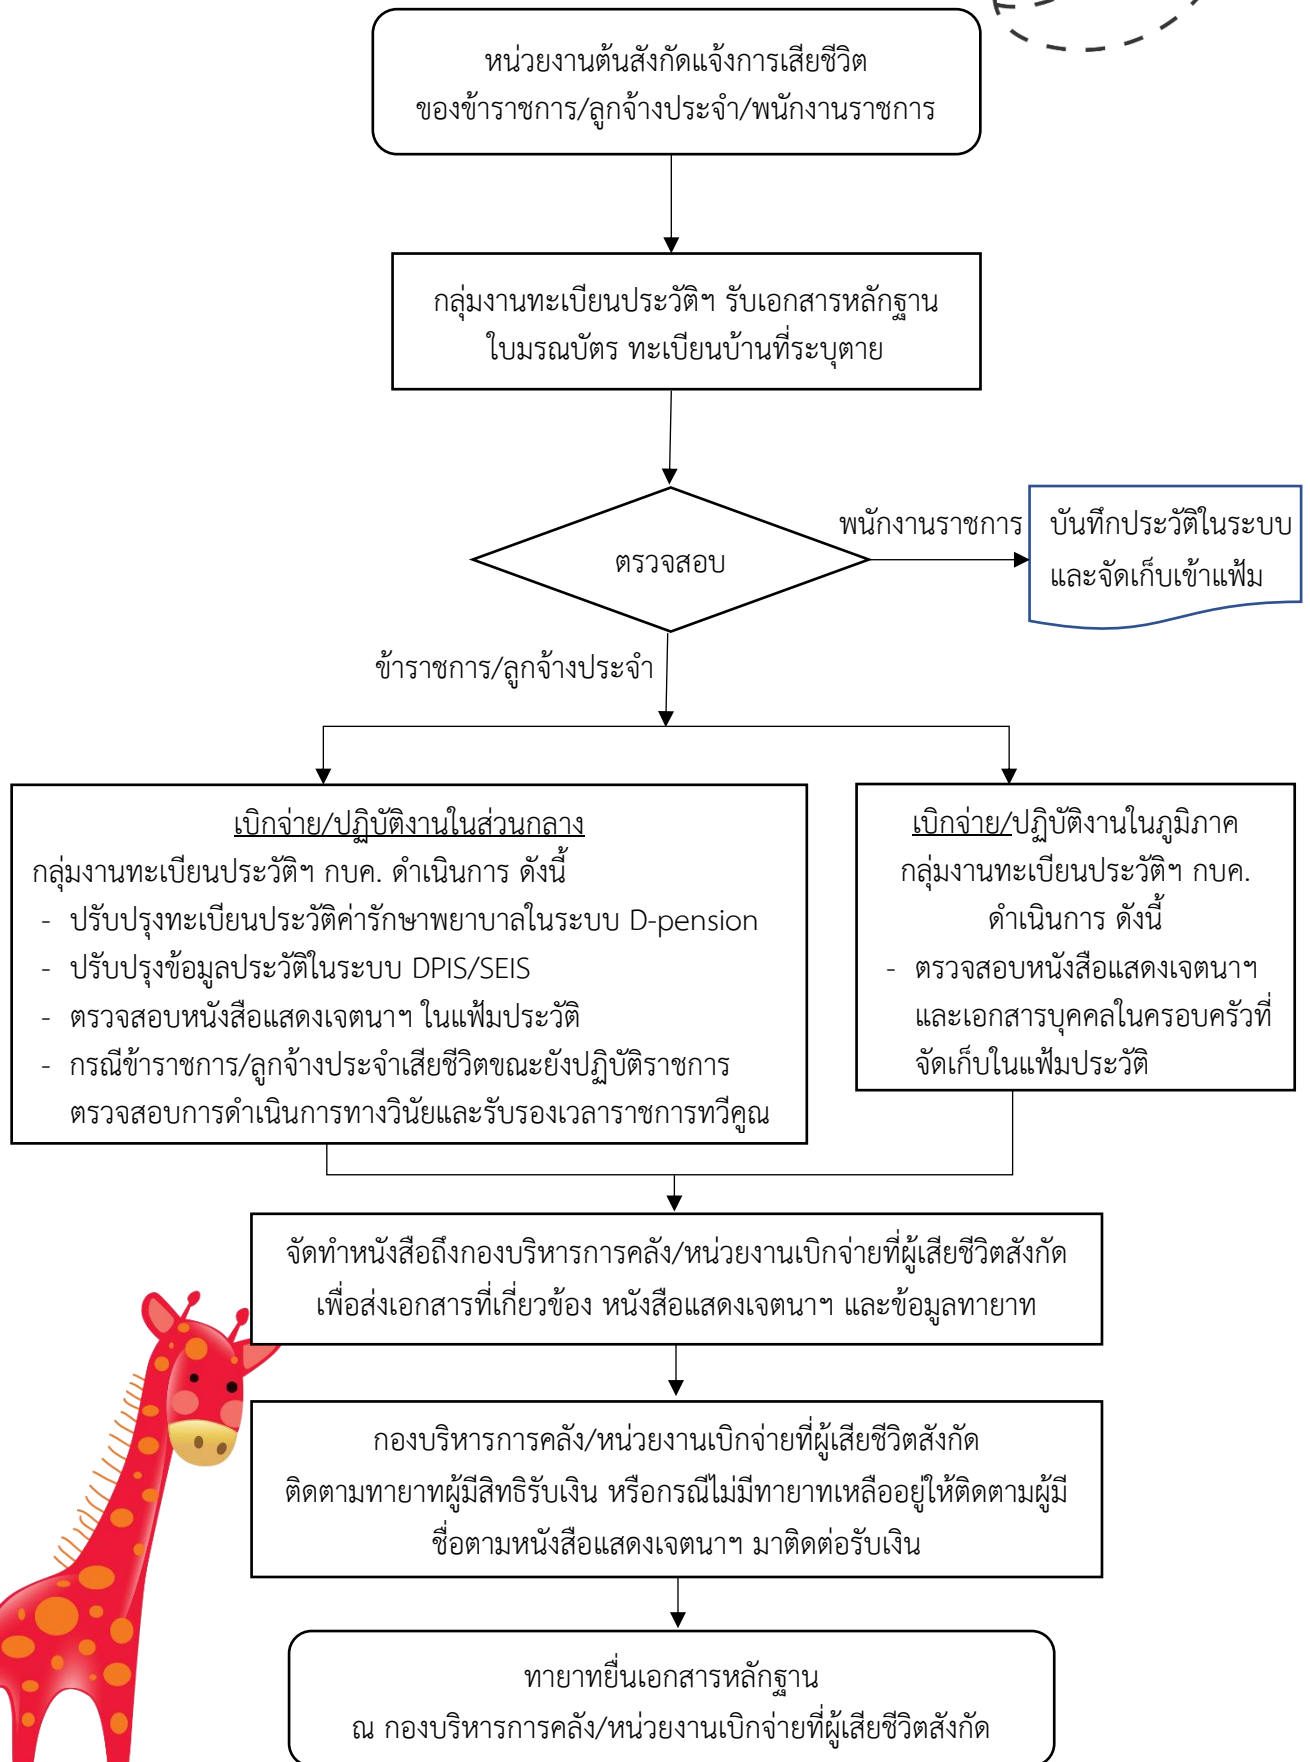 หน่วยงานต้นสังกัดแจ้งการเสียชีวิต
ของข้าราชการ/ลูกจ้างประจำ/พนักงานราชการ
กลุ่มงานทะเบียนประวัติฯ รับเอกสารหลักฐาน
ใบมรณบัตร ทะเบียนบ้านที่ระบุตาย
ตรวจสอบ
พนักงานราชการ
บันทึกประวัติในระบบ
และจัดเก็บเข้าแฟ้ม
ข้าราชการ/ลูกจ้างประจำ
เบิกจ่าย/ปฏิบัติงานในส่วนกลาง
กลุ่มงานทะเบียนประวัติฯ กบค. ดำเนินการ ดังนี้
- ปรับปรุงทะเบียนประวัติค่ารักษาพยาบาลในระบบ D-pension
- ปรับปรุงข้อมูลประวัติในระบบ DPIS/SEIS
- ตรวจสอบหนังสือแสดงเจตนาฯ ในแฟ้มประวัติ
- กรณีข้าราชการ/ลูกจ้างประจำเสียชีวิตขณะยังปฏิบัติราชการ
ตรวจสอบการดำเนินการทางวินัยและรับรองเวลาราชการทวีคูณ
เบิกจ่าย/ปฏิบัติงานในภูมิภาค
กลุ่มงานทะเบียนประวัติฯ กบค.
ดำเนินการ ดังนี้
- ตรวจสอบหนังสือแสดงเจตนาฯ
และเอกสารบุคคลในครอบครัวที่
จัดเก็บในแฟ้มประวัติ
จัดทำหนังสือถึงกองบริหารการคลัง/หน่วยงานเบิกจ่ายที่ผู้เสียชีวิตสังกัด
เพื่อส่งเอกสารที่เกี่ยวข้อง หนังสือแสดงเจตนาฯ และข้อมูลทายาท
กองบริหารการคลัง/หน่วยงานเบิกจ่ายที่ผู้เสียชีวิตสังกัด
ติดตามทายาทผู้มีสิทธิรับเงิน หรือกรณีไม่มีทายาทเหลืออยู่ให้ติดตามผู้มี
ชื่อตามหนังสือแสดงเจตนาฯ มาติดต่อรับเงิน
ทายาทยื่นเอกสารหลักฐาน
ณ กองบริหารการคลัง/หน่วยงานเบิกจ่ายที่ผู้เสียชีวิตสังกัด